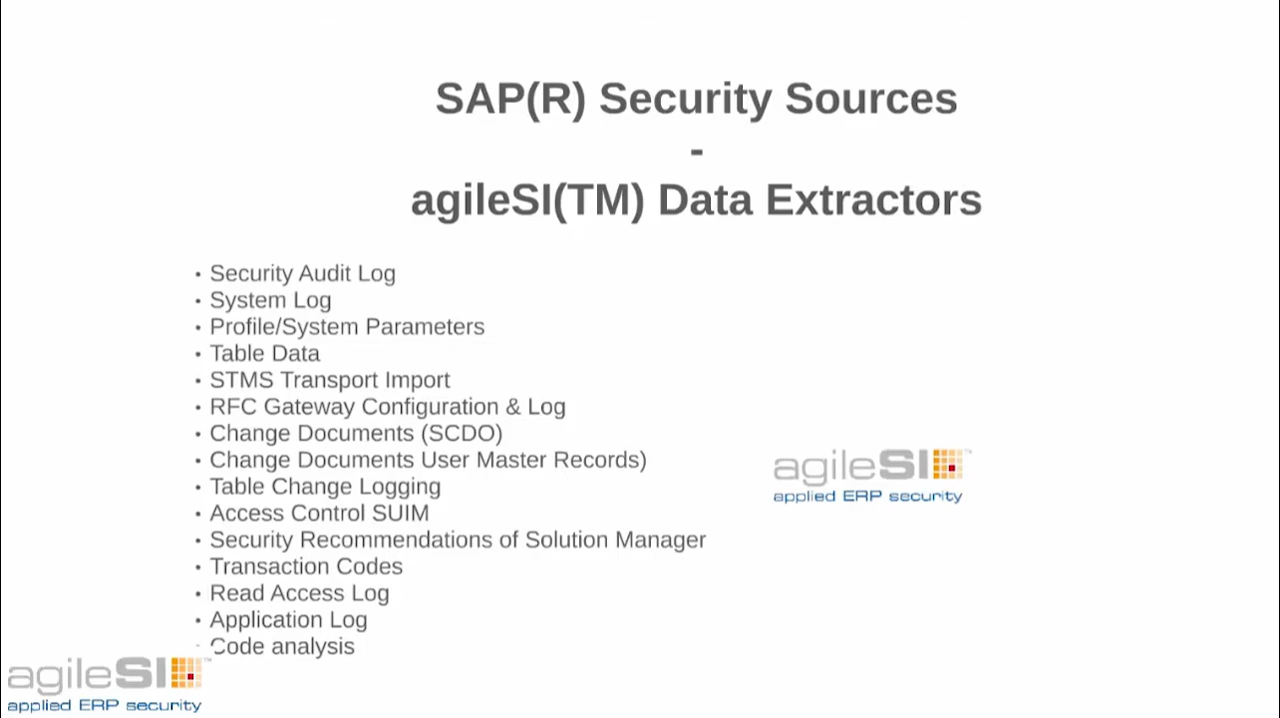 SAP(R) Security Sources
-
agileSI(TM) Data Extractors
• Security Audit Log
• System Log
• Profile/System Parameters
• Table Data
• STMS Transport Import
• RFC Gateway Configuration & Log
• Change Documents (SCDO)
• Change Documents User Master Records)
• Table Change Logging
• Access Control SUIM
• Security Recommendations of Solution Manager
• Transaction Codes
• Read Access Log
• Application Log
• Code analysis
agileSI™
applied ERP security
agileSI™
applied ERP security